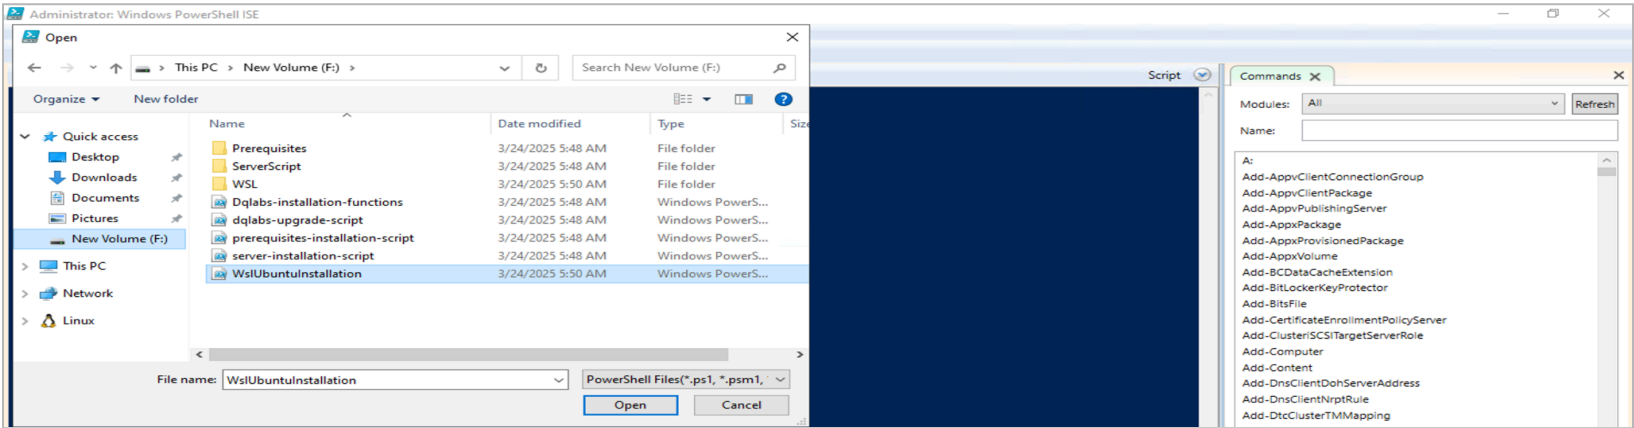 Administrator: Windows PowerShell ISE
Open
This PC > New Volume (F:) >
Search New Volume (F:)
Organize
New folder
Name
Date modified
Type
Size
Quick access
Desktop
Downloads
Documents
Pictures
New Volume (F:)
This PC
Network
Linux
Prerequisites 3/24/2025 5:48 AM File folder
ServerScript 3/24/2025 5:48 AM File folder
WSL 3/24/2025 5:50 AM File folder
Dqlabs-installation-functions 3/24/2025 5:48 AM Windows PowerS...
dqlabs-upgrade-script 3/24/2025 5:48 AM Windows PowerS...
prerequisites-installation-script 3/24/2025 5:48 AM Windows PowerS...
server-installation-script 3/24/2025 5:48 AM Windows PowerS...
WslUbuntuInstallation 3/24/2025 5:50 AM Windows PowerS...
File name: WslUbuntuInstallation
PowerShell Files(*.ps1, *.psm1,
Open
Cancel
Script
Commands X
Modules: All
Refresh
Name:
A:
Add-AppvClientConnectionGroup
Add-AppvClientPackage
Add-AppvPublishingServer
Add-AppxPackage
Add-AppxProvisionedPackage
Add-AppxVolume
Add-BCDataCacheExtension
Add-BitLockerKeyProtector
Add-BitsFile
Add-CertificateEnrollmentPolicyServer
Add-ClusteriSCSITargetServerRole
Add-Computer
Add-Content
Add-DnsClientDohServerAddress
Add-DnsClientNrptRule
Add-DtcClusterTMMapping